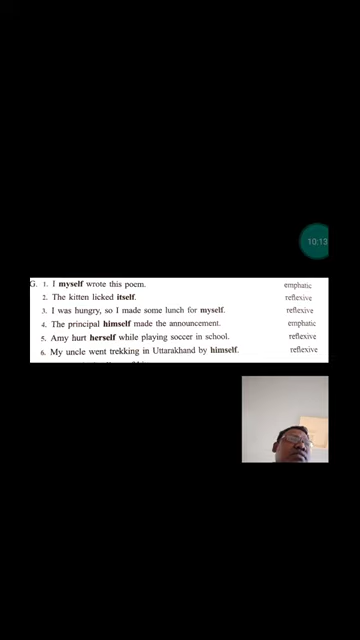 10:13
G. 1. I myself wrote this poem. emphatic
2. The kitten licked itself. reflexive
3. I was hungry, so I made some lunch for myself. reflexive
4. The principal himself made the announcement. emphatic
5. Amy hurt herself while playing soccer in school. reflexive
6. My uncle went trekking in Uttarakhand by himself. reflexive